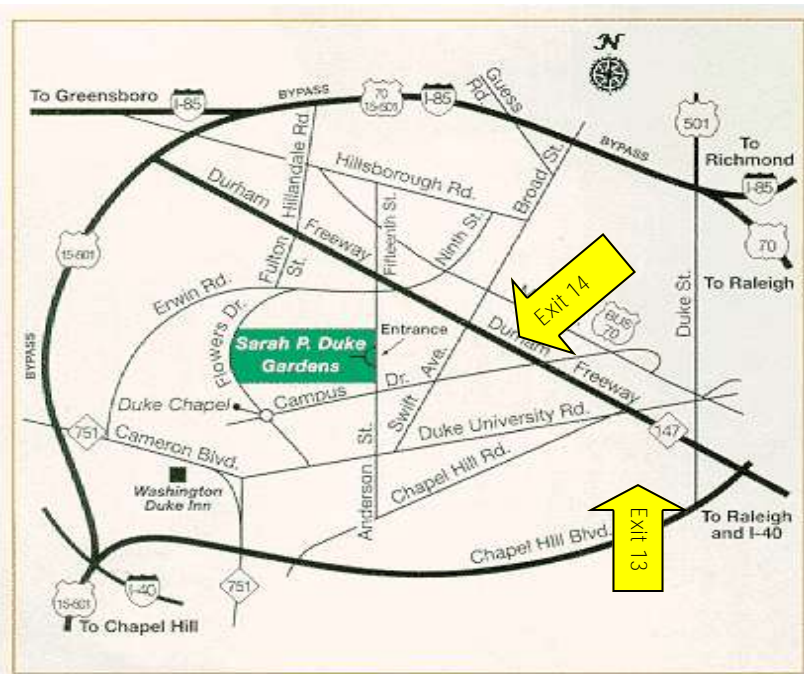 N
To Greensboro
I-85
BYPASS
70
15-501
I-85
Guess
Rd.
BYPASS
501
To
Richmond
I-85
70
To Raleigh
Hillandale Rd
Hillsborough Rd.
Broad St.
Durham
Freeway
Fifteenth St.
Ninth St.
Fulton
St.
15-501
Erwin Rd.
Exit 14
BUS
70
Duke St.
Flowers Dr.
Sarah P. Duke
Gardens
Entrance
Durham
Freeway
BYPASS
Swift Ave.
Campus Dr.
Duke Chapel
Duke University Rd.
751
Cameron Blvd.
147
Anderson St.
Chapel Hill Rd.
Washington
Duke Inn
To Raleigh
and I-40
Exit 13
Chapel Hill Blvd.
751
I-40
15-501
To Chapel Hill